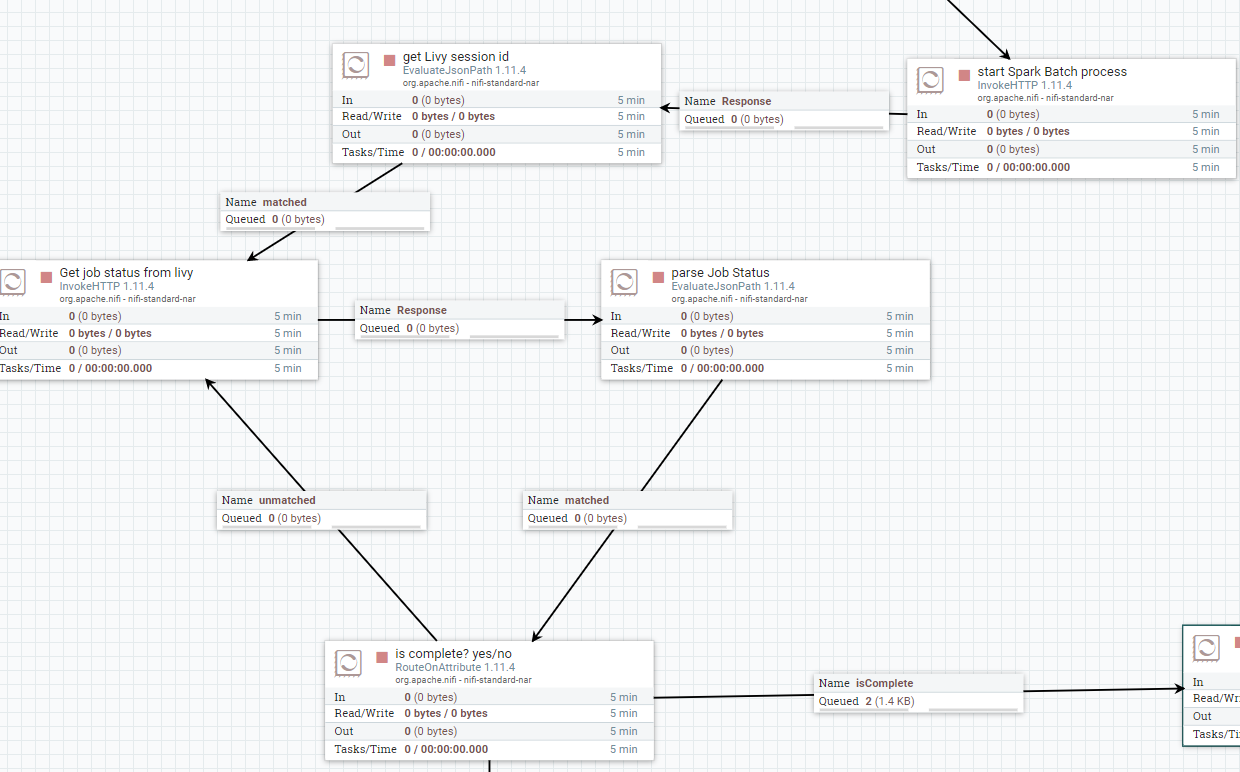 get Livy session id
EvaluateJsonPath 1.11.4
org.apache.nifi - nifi-standard-nar
In 0 (0 bytes) 5 min
Read/Write 0 bytes / 0 bytes 5 min
Out 0 (0 bytes) 5 min
Tasks/Time 0 / 00:00:00.000 5 min
Name Response
Queued 0 (0 bytes)
start Spark Batch process
InvokeHTTP 1.11.4
org.apache.nifi - nifi-standard-nar
In 0 (0 bytes) 5 min
Read/Write 0 bytes / 0 bytes 5 min
Out 0 (0 bytes) 5 min
Tasks/Time 0 / 00:00:00.000 5 min
Name matched
Queued 0 (0 bytes)
Get job status from livy
InvokeHTTP 1.11.4
org.apache.nifi - nifi-standard-nar
In 0 (0 bytes) 5 min
Read/Write 0 bytes / 0 bytes 5 min
Out 0 (0 bytes) 5 min
Tasks/Time 0 / 00:00:00.000 5 min
Name Response
Queued 0 (0 bytes)
parse Job Status
EvaluateJsonPath 1.11.4
org.apache.nifi - nifi-standard-nar
In 0 (0 bytes) 5 min
Read/Write 0 bytes / 0 bytes 5 min
Out 0 (0 bytes) 5 min
Tasks/Time 0 / 00:00:00.000 5 min
Name unmatched
Queued 0 (0 bytes)
Name matched
Queued 0 (0 bytes)
is complete? yes/no
RouteOnAttribute 1.11.4
org.apache.nifi - nifi-standard-nar
In 0 (0 bytes) 5 min
Read/Write 0 bytes / 0 bytes 5 min
Out 0 (0 bytes) 5 min
Tasks/Time 0 / 00:00:00.000 5 min
Name isComplete
Queued 2 (1.4 KB)
In
Read/Wr
Out
Tasks/Ti